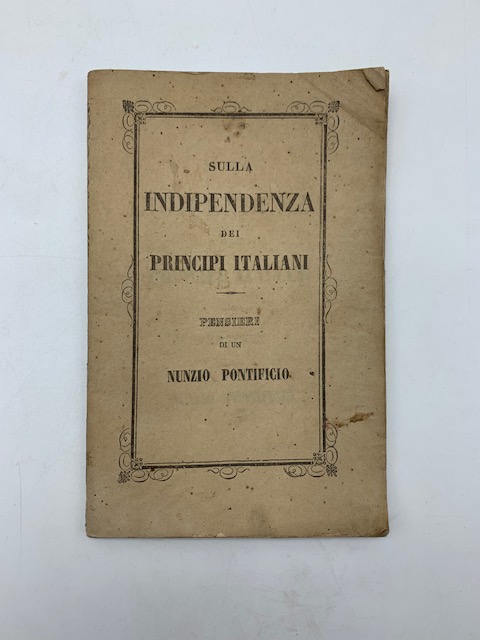 SULLA
INDIPENDENZA
DEI
PRINCIPI ITALIANI
PENSIERI
DI UN
NUNZIO PONTIFICIO